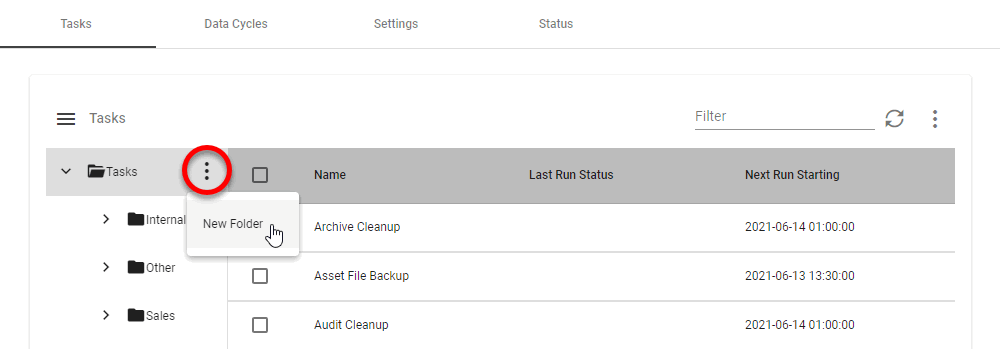 Tasks Data Cycles Settings Status
Tasks Filter
Tasks Name Last Run Status Next Run Starting
Internal New Folder Archive Cleanup 2021-06-14 01:00:00
Other Asset File Backup 2021-06-13 13:30:00
Sales Audit Cleanup 2021-06-14 01:00:00